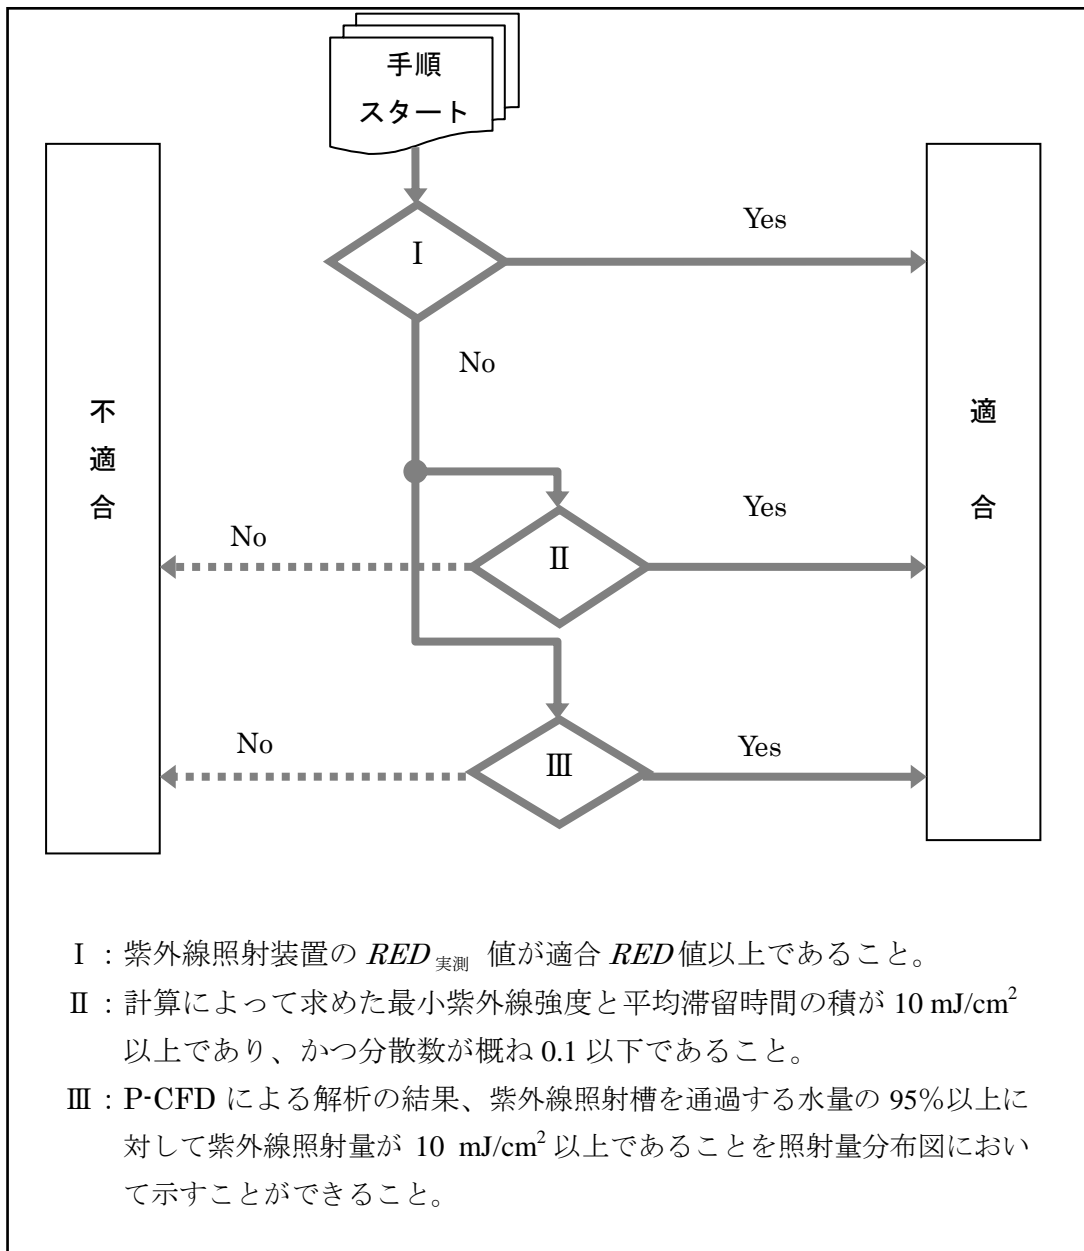 手順
スタート
Ⅰ
Yes
No
不
適
合
適
合
Ⅱ
Yes
No
Ⅲ
Yes
No
Ⅰ：紫外線照射装置の RED実測 値が適合 RED 値以上であること。
Ⅱ：計算によって求めた最小紫外線強度と平均滞留時間の積が 10 mJ/cm²
以上であり、かつ分散数が概ね 0.1 以下であること。
Ⅲ：P-CFD による解析の結果、紫外線照射槽を通過する水量の 95%以上に
対して紫外線照射量が 10 mJ/cm² 以上であることを照射量分布図におい
て示すことができること。